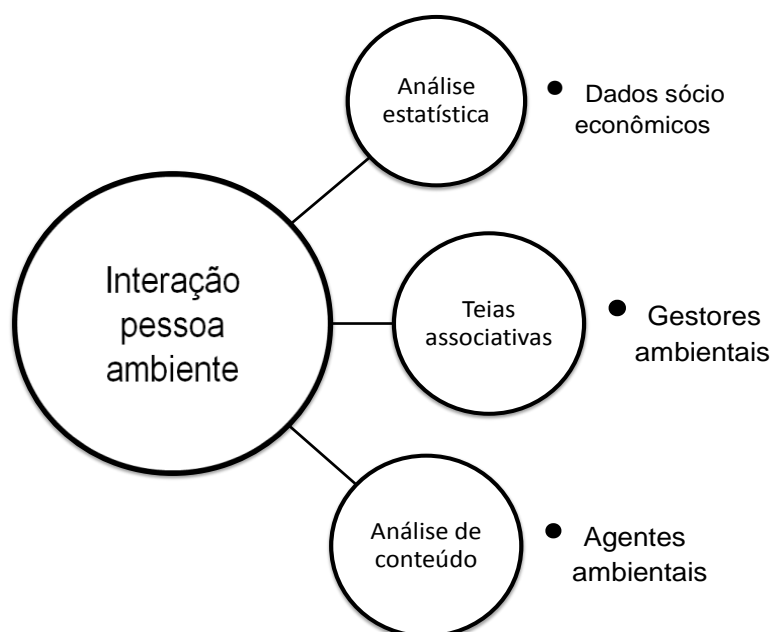 Análise
estatística
• Dados sócio
econômicos
Interação
pessoa
ambiente
Teias
associativas
• Gestores
ambientais
Análise de
conteúdo
• Agentes
ambientais